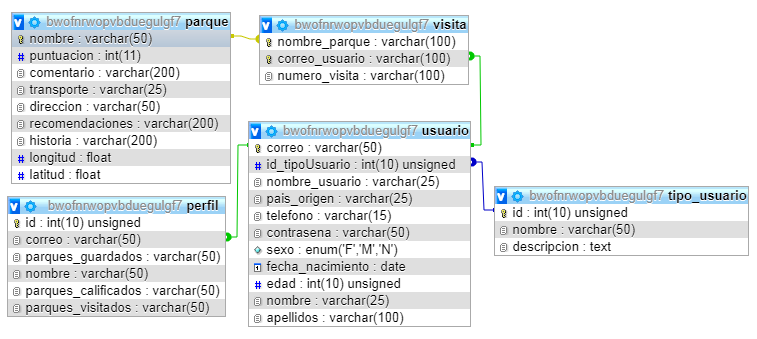 bwofnrwopvbduegulgf7 parque
nombre : varchar(50)
puntuacion : int(11)
comentario : varchar(200)
transporte : varchar(25)
direccion : varchar(50)
recomendaciones : varchar(200)
historia : varchar(200)
longitud : float
latitud : float
bwofnrwopvbduegulgf7 visita
nombre_parque : varchar(100)
correo_usuario : varchar(100)
numero_visita : varchar(100)
bwofnrwopvbduegulgf7 usuario
correo : varchar(50)
id_tipoUsuario : int(10) unsigned
nombre_usuario : varchar(25)
pais_origen : varchar(25)
telefono : varchar(15)
contrasena : varchar(50)
sexo : enum('F','M','N')
fecha_nacimiento : date
edad : int(10) unsigned
nombre : varchar(25)
apellidos : varchar(100)
bwofnrwopvbduegulgf7 perfil
id : int(10) unsigned
correo : varchar(50)
parques_guardados : varchar(50)
nombre : varchar(50)
parques_calificados : varchar(50)
parques_visitados : varchar(50)
bwofnrwopvbduegulgf7 tipo_usuario
id : int(10) unsigned
nombre : varchar(50)
descripcion : text